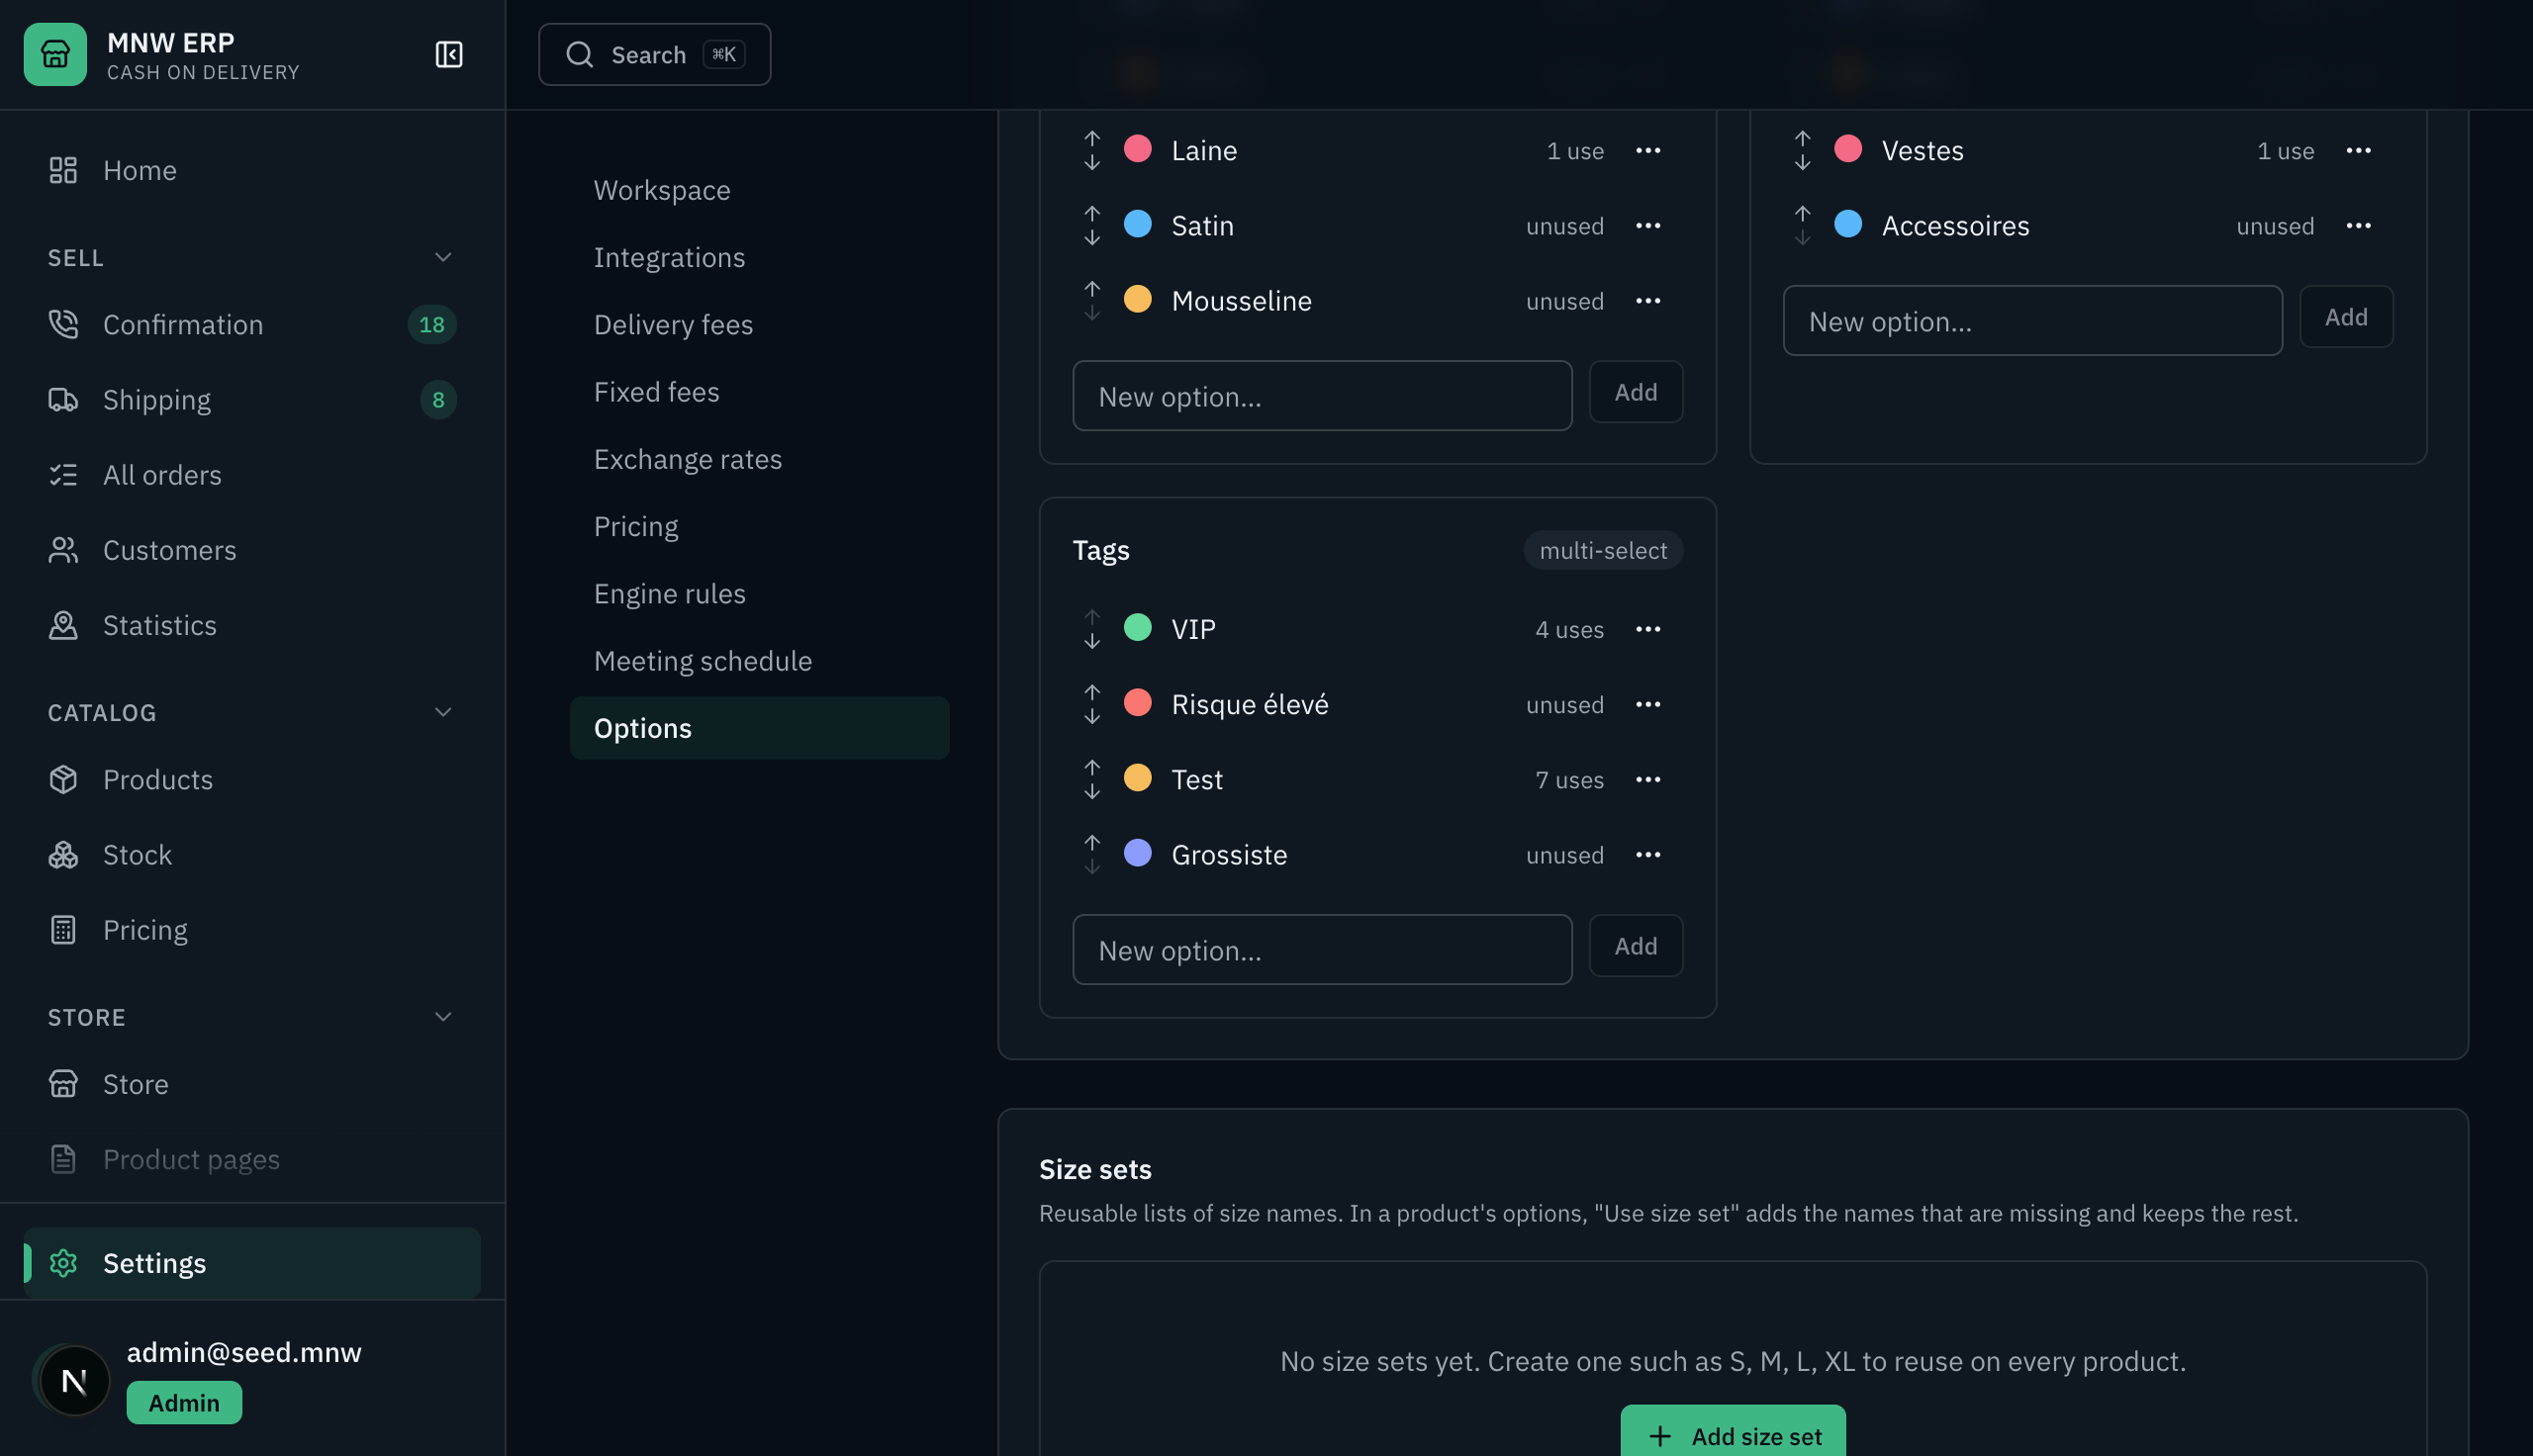 MNW ERP
CASH ON DELIVERY
Search ⌘K
Home
SELL
Confirmation 18
Shipping 8
All orders
Customers
Statistics
CATALOG
Products
Stock
Pricing
STORE
Store
Product pages
Settings
N
admin@seed.mnw
Admin
Workspace
Integrations
Delivery fees
Fixed fees
Exchange rates
Pricing
Engine rules
Meeting schedule
Options
Laine 1 use
Satin unused
Mousseline unused
New option... Add
Vestes 1 use
Accessoires unused
New option... Add
Tags multi-select
VIP 4 uses
Risque élevé unused
Test 7 uses
Grossiste unused
New option... Add
Size sets
Reusable lists of size names. In a product's options, "Use size set" adds the names that are missing and keeps the rest.
No size sets yet. Create one such as S, M, L, XL to reuse on every product.
+ Add size set